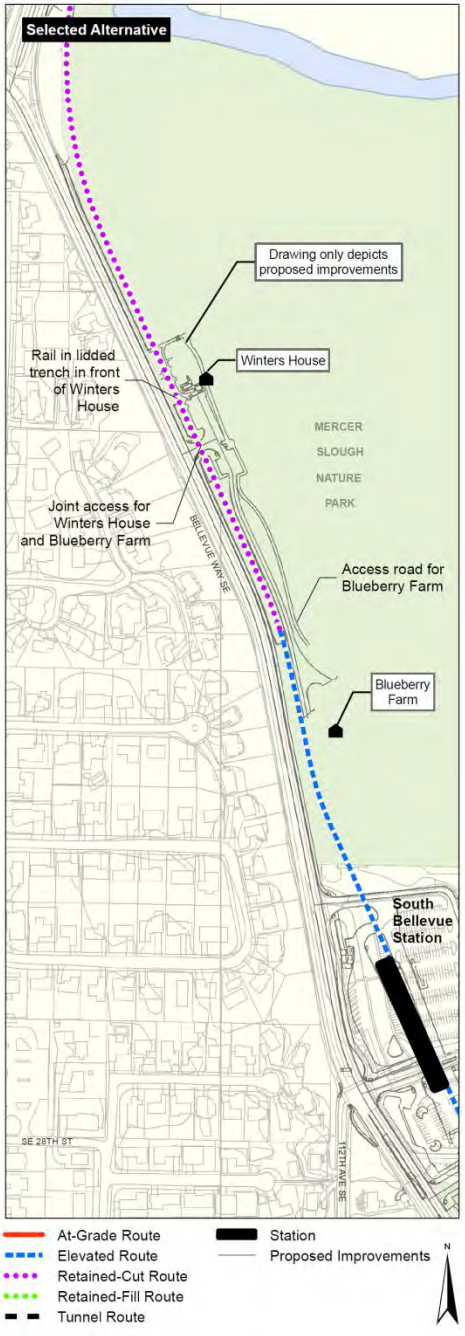 Selected Alternative
Drawing only depicts
proposed improvements
Winters House
Rail in lidded
trench in front
of Winters
House
MERCER
SLOUGH
NATURE
PARK
Joint access for
Winters House
and Blueberry Farm
BELLEVUE WAY SE
Access road for
Blueberry Farm
Blueberry
Farm
South
Bellevue
Station
SE 28TH ST
112TH AVE SE
At-Grade Route
Elevated Route
Retained-Cut Route
Retained-Fill Route
Tunnel Route
Station
Proposed Improvements
N